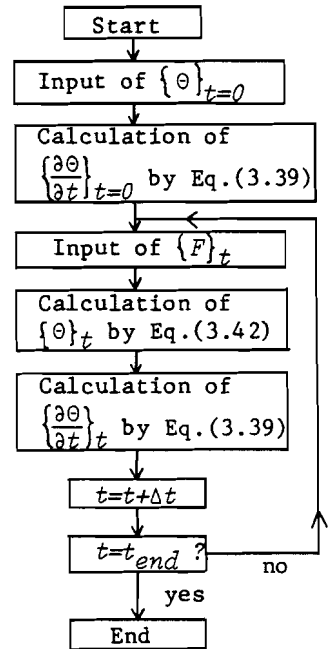 Start
Input of {Θ}t=0
Calculation of
{∂Θ/∂t}t=0 by Eq.(3.39)
Input of {F}t
Calculation of
{Θ}t by Eq.(3.42)
Calculation of
{∂Θ/∂t}t by Eq.(3.39)
t=t+Δt
t=tend ?
no
yes
End